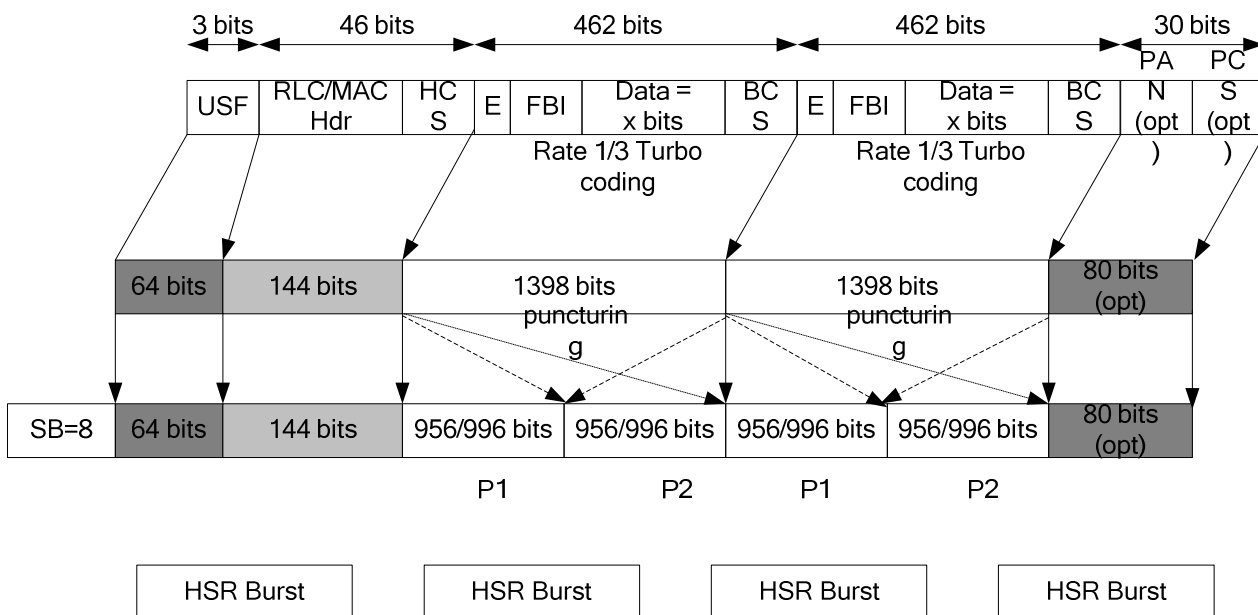 3 bits 46 bits 462 bits 462 bits 30 bits
USF
RLC/MAC
Hdr
HC
S
E
FBI
Data =
x bits
BC
S
E
FBI
Data =
x bits
BC
S
PA
N
(opt
)
PC
S
(opt
)
Rate 1/3 Turbo
coding
Rate 1/3 Turbo
coding
64 bits
144 bits
1398 bits
puncturin
g
1398 bits
puncturin
g
80 bits
(opt)
SB=8
64 bits
144 bits
956/996 bits
956/996 bits
956/996 bits
956/996 bits
80 bits
(opt)
P1 P2 P1 P2
HSR Burst HSR Burst HSR Burst HSR Burst